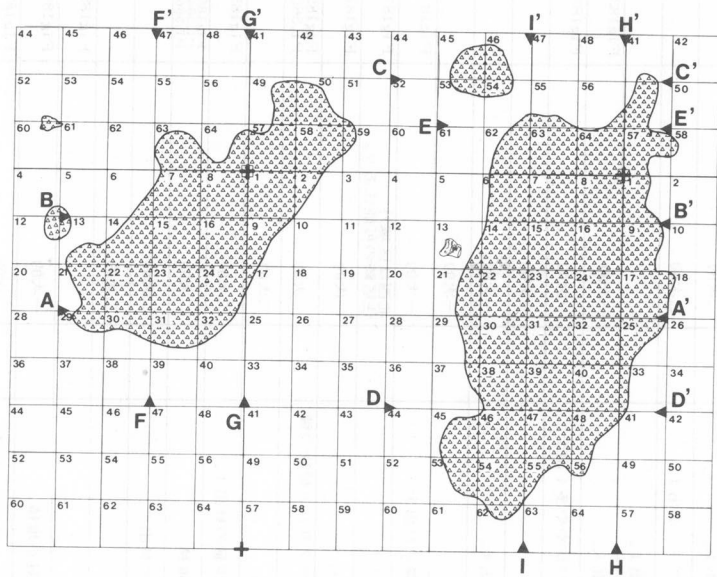 F' G' I' H'
44 45 46 47 48 41 42 43 44 45 46 47 48 41 42
C C'
52 53 54 55 56 49 50 51 52 53 54 55 56 50
E E'
60 61 62 63 64 57 58 59 60 61 62 63 64 57 58
4 5 6 7 8 1 2 3 4 5 6 7 8 1 2
B B'
12 13 14 15 16 9 10 11 12 13 14 15 16 9 10
20 21 22 23 24 17 18 19 20 21 22 23 24 17 18
A A'
28 29 30 31 32 25 26 27 28 29 30 31 32 25 26
36 37 38 39 40 33 34 35 36 37 38 39 40 33 34
D D'
44 45 46 47 48 41 42 43 44 45 46 47 48 41 42
F G
52 53 54 55 56 49 50 51 52 53 54 55 56 49 50
60 61 62 63 64 57 58 59 60 61 62 63 64 57 58
I H